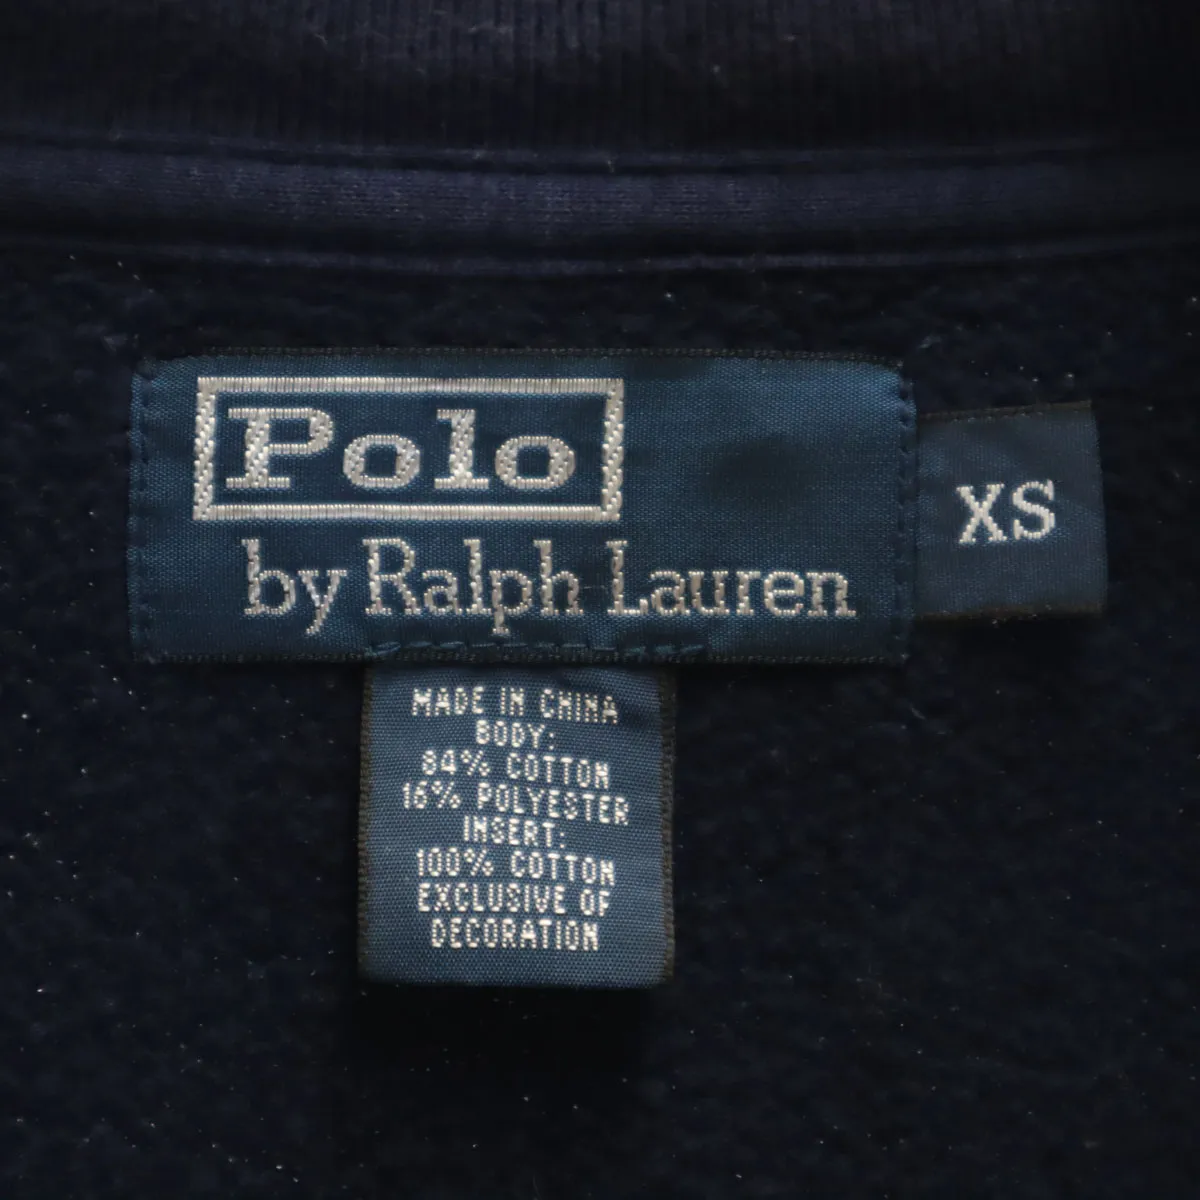 Polo
by Ralph Lauren
XS
MADE IN CHINA
BODY:
84% COTTON
16% POLYESTER
INSERT:
100% COTTON
EXCLUSIVE OF
DECORATION